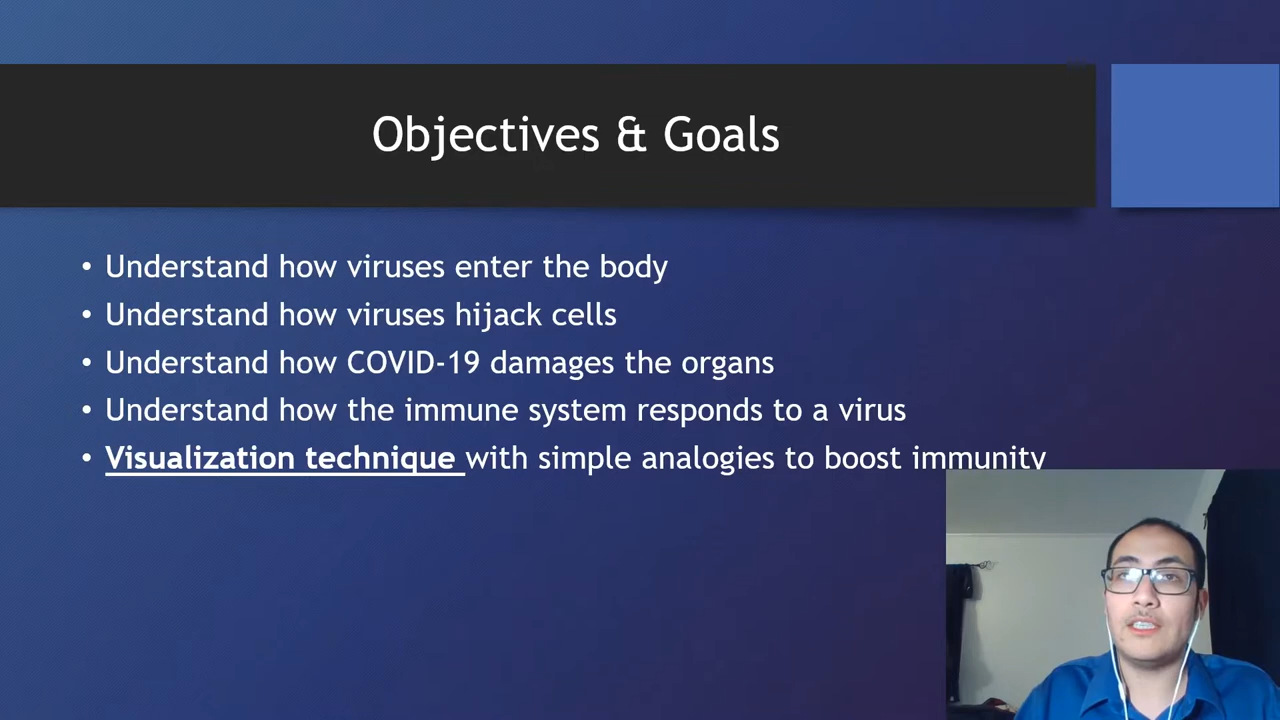 Objectives & Goals
• Understand how viruses enter the body
• Understand how viruses hijack cells
• Understand how COVID-19 damages the organs
• Understand how the immune system responds to a virus
• Visualization technique with simple analogies to boost immunity